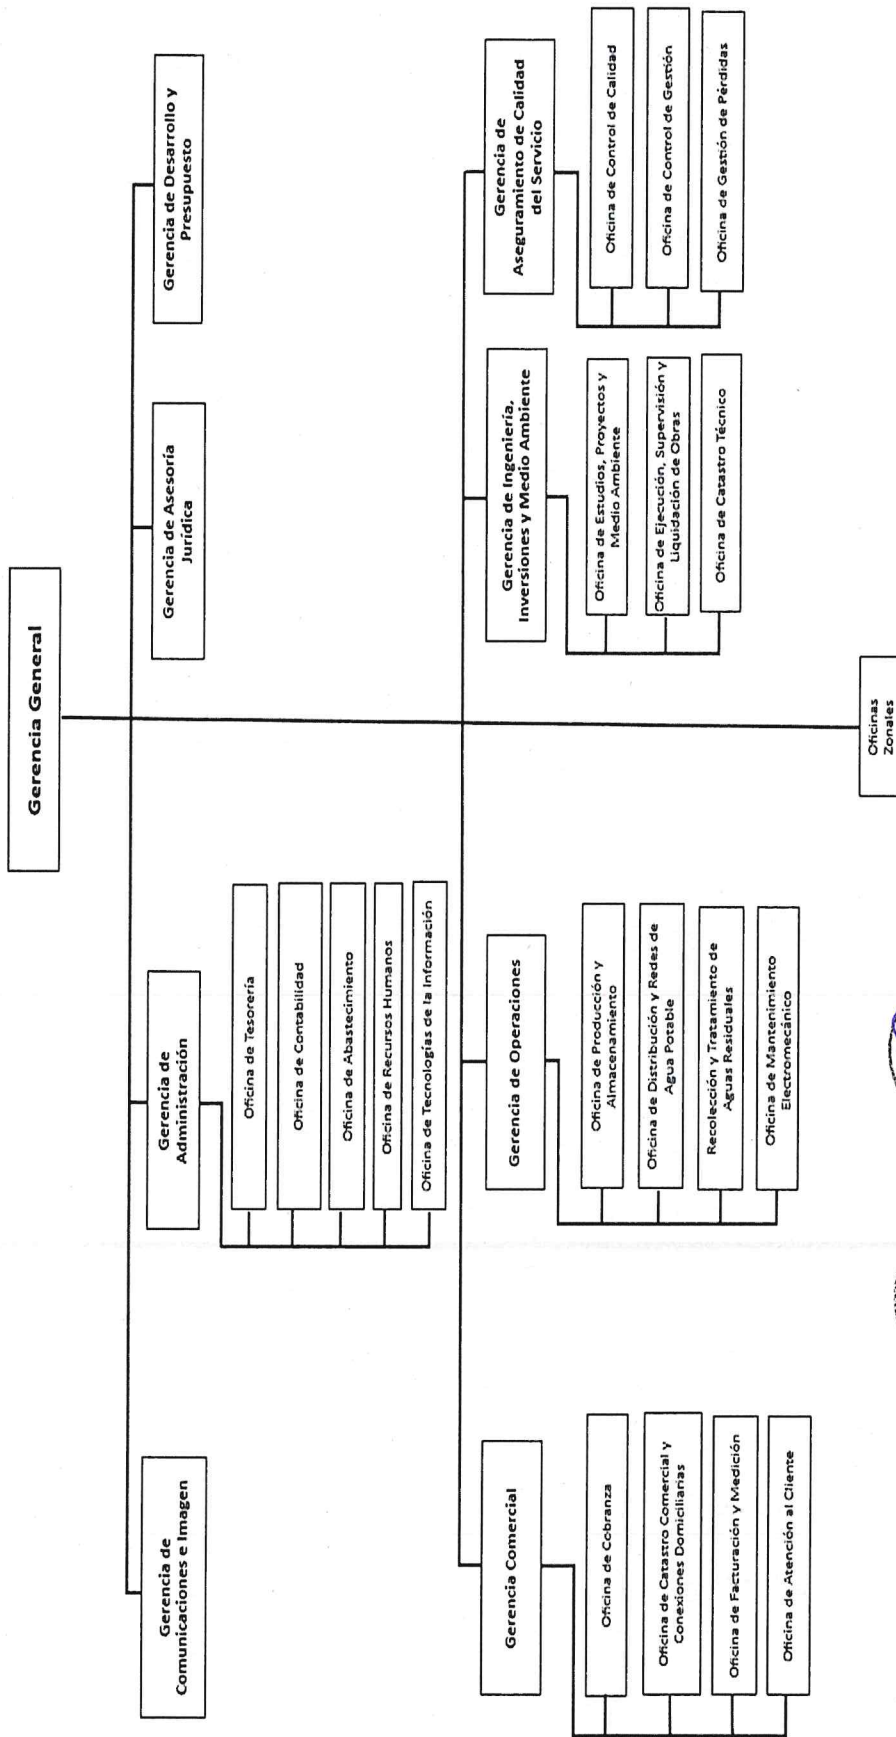 Gerencia General
Gerencia de
Comunicaciones e Imagen
Gerencia de
Administración
Gerencia de Asesoría
Jurídica
Gerencia de Desarrollo y
Presupuesto
Oficina de Tesorería
Oficina de Contabilidad
Oficina de Abastecimiento
Oficina de Recursos Humanos
Oficina de Tecnologías de la Información
Gerencia Comercial
Oficina de Cobranza
Oficina de Catastro Comercial y
Conexiones Domiciliarias
Oficina de Facturación y Medición
Oficina de Atención al Cliente
Gerencia de Operaciones
Oficina de Producción y
Almacenamiento
Oficina de Distribución y Redes de
Agua Potable
Recolección y Tratamiento de
Aguas Residuales
Oficina de Mantenimiento
Electromecánico
Gerencia de Ingeniería,
Inversiones y Medio Ambiente
Oficina de Estudios, Proyectos y
Medio Ambiente
Oficina de Ejecución, Supervisión y
Liquidación de Obras
Oficina de Catastro Técnico
Gerencia de
Aseguramiento de Calidad
del Servicio
Oficina de Control de Calidad
Oficina de Control de Gestión
Oficina de Gestión de Pérdidas
Oficinas
Zonales